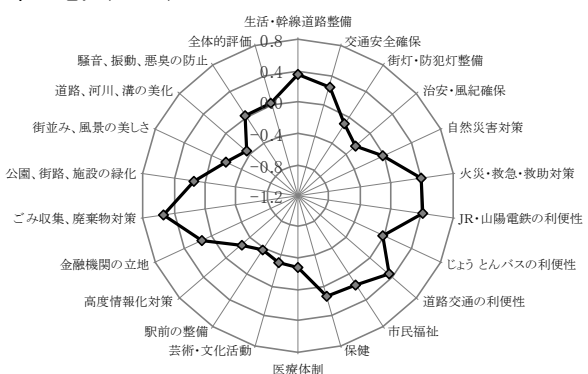 生活・幹線道路整備
交通安全確保
街灯・防犯灯整備
治安・風紀確保
自然災害対策
火災・救急・救助対策
JR・山陽電鉄の利便性
じょうとんバスの利便性
道路交通の利便性
市民福祉
保健
医療体制
芸術・文化活動
駅前の整備
高度情報化対策
金融機関の立地
ごみ収集、廃棄物対策
公園、街路、施設の緑化
街並み、風景の美しさ
道路、河川、溝の美化
騒音、振動、悪臭の防止
全体的評価
0.8
0.4
0.0
-0.4
-0.8
-1.2